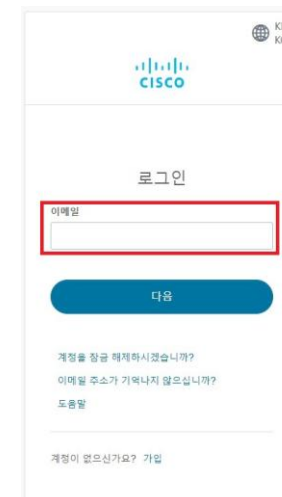 CISCO
로그인
이메일
다음
계정을 잠금 해제하시겠습니까?
이메일 주소가 기억나지 않으십니까?
도움말
계정이 없으신가요? 가입